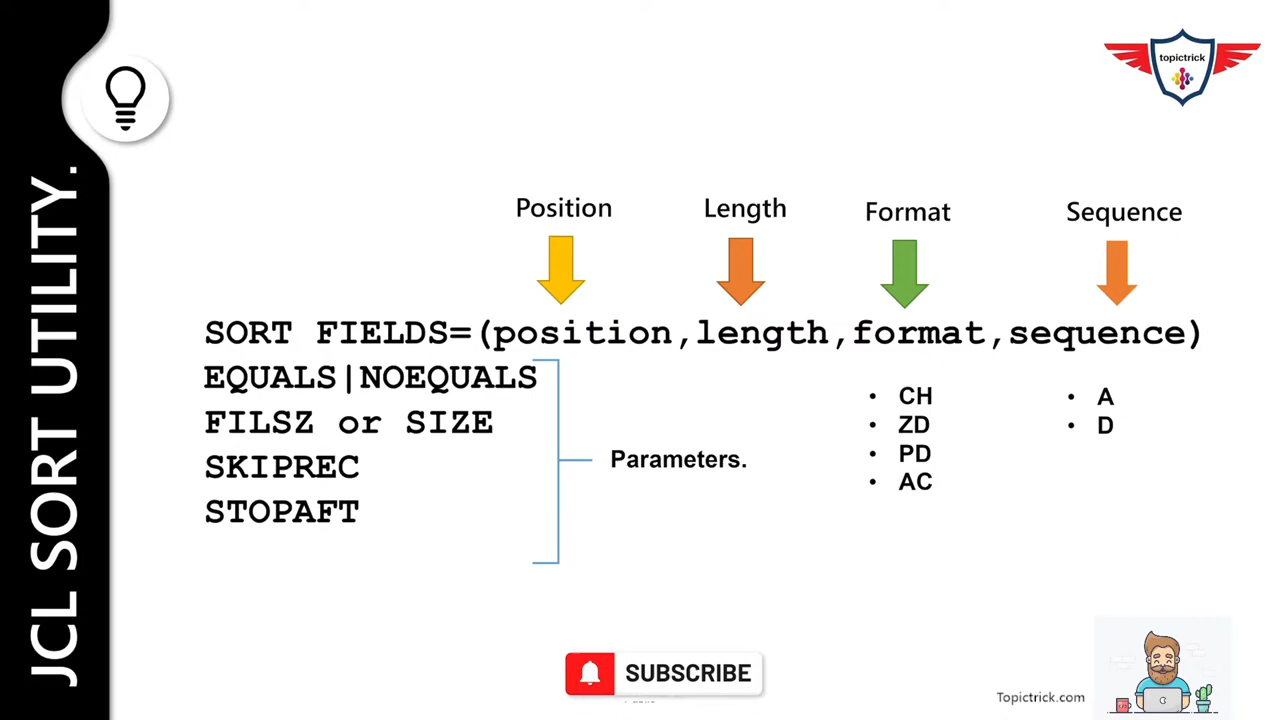 JCL SORT UTILITY.
topictrick
Position Length Format Sequence
SORT FIELDS=(position,length,format,sequence)
EQUALS|NOEQUALS
FILSZ or SIZE
SKIPREC
STOPAFT
Parameters.
• CH
• ZD
• PD
• AC
• A
• D
SUBSCRIBE
Topictrick.com